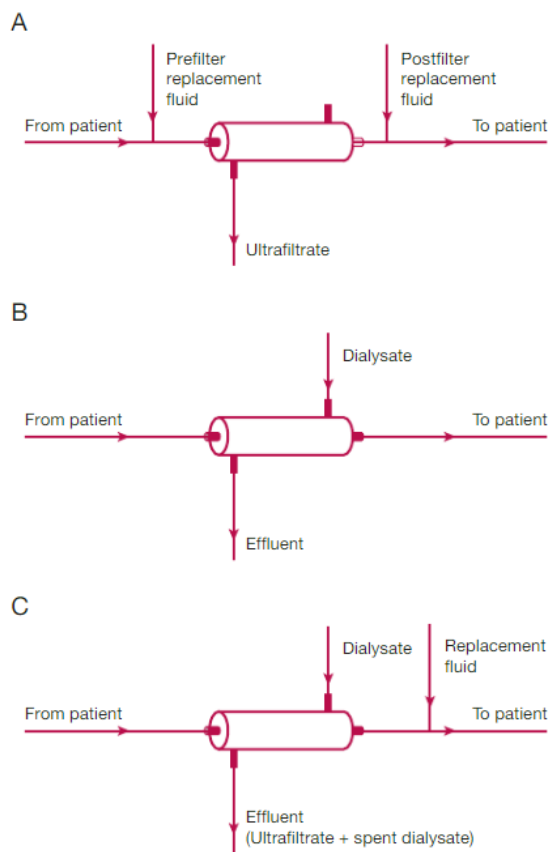 A
Prefilter
replacement
fluid
Postfilter
replacement
fluid
From patient
To patient
Ultrafiltrate
B
Dialysate
From patient
To patient
Effluent
C
Dialysate
Replacement
fluid
From patient
To patient
Effluent
(Ultrafiltrate + spent dialysate)